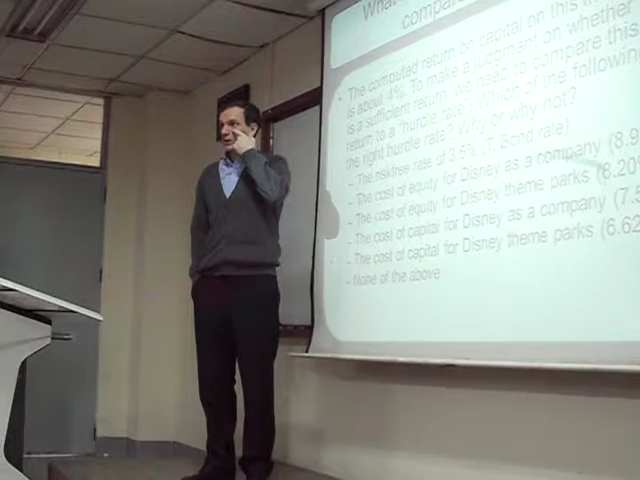 What
compare
The computed return on capital on this
is about 4%. To make a judgment on whether
is a sufficient return, we need to compare this
return to a "hurdle rate". Which of the following
the right hurdle rate? Why or why not?
– The riskfree rate of 3.5% (T. Bond rate)
– The cost of equity for Disney as a company (8.9
– The cost of equity for Disney theme parks (8.20
– The cost of capital for Disney as a company (7.
– The cost of capital for Disney theme parks (6.62
– None of the above